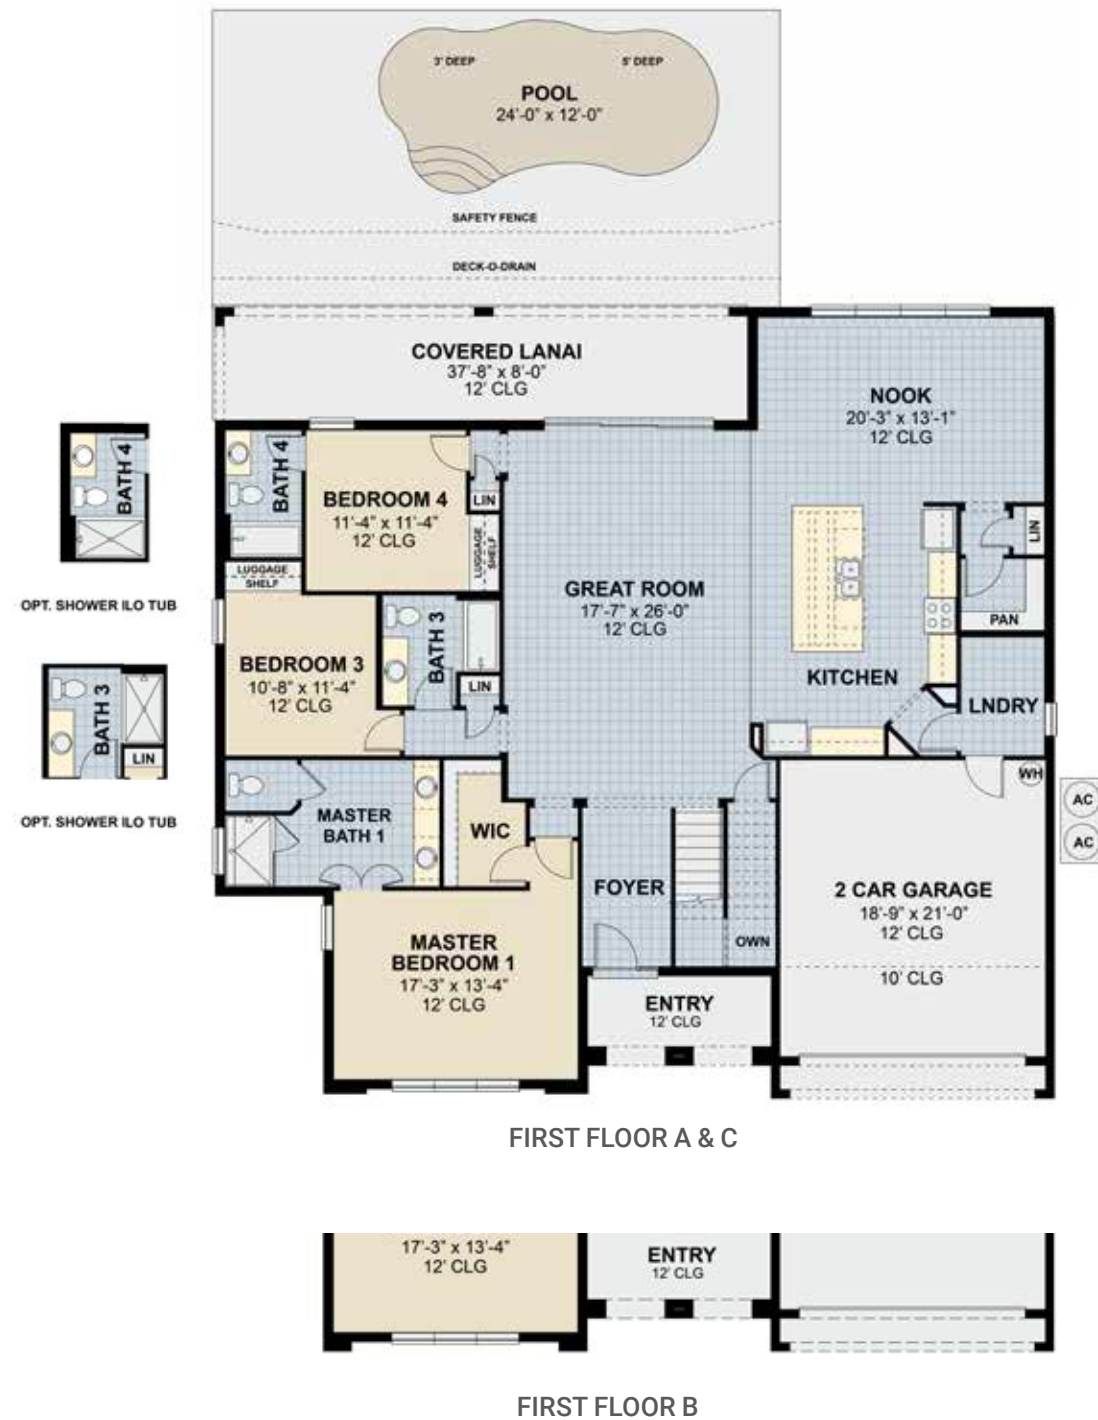 3' DEEP
5' DEEP
POOL
24'-0" x 12'-0"
SAFETY FENCE
DECK-O-DRAIN
COVERED LANAI
37'-8" x 8'-0"
12' CLG
NOOK
20'-3" x 13'-1"
12' CLG
BATH 4
BATH 4
BEDROOM 4
11'-4" x 11'-4"
12' CLG
LIN
LUGGAGE
SHELF
LIN
LUGGAGE
SHELF
OPT. SHOWER ILO TUB
GREAT ROOM
17'-7" x 26'-0"
12' CLG
PAN
BATH 3
BEDROOM 3
10'-8" x 11'-4"
12' CLG
LIN
KITCHEN
LNDRY
BATH 3
LIN
OPT. SHOWER ILO TUB
MASTER
BATH 1
WIC
WH
AC
AC
FOYER
2 CAR GARAGE
18'-9" x 21'-0"
12' CLG
10' CLG
OWN
MASTER
BEDROOM 1
17'-3" x 13'-4"
12' CLG
ENTRY
12' CLG
FIRST FLOOR A & C
17'-3" x 13'-4"
12' CLG
ENTRY
12' CLG
FIRST FLOOR B